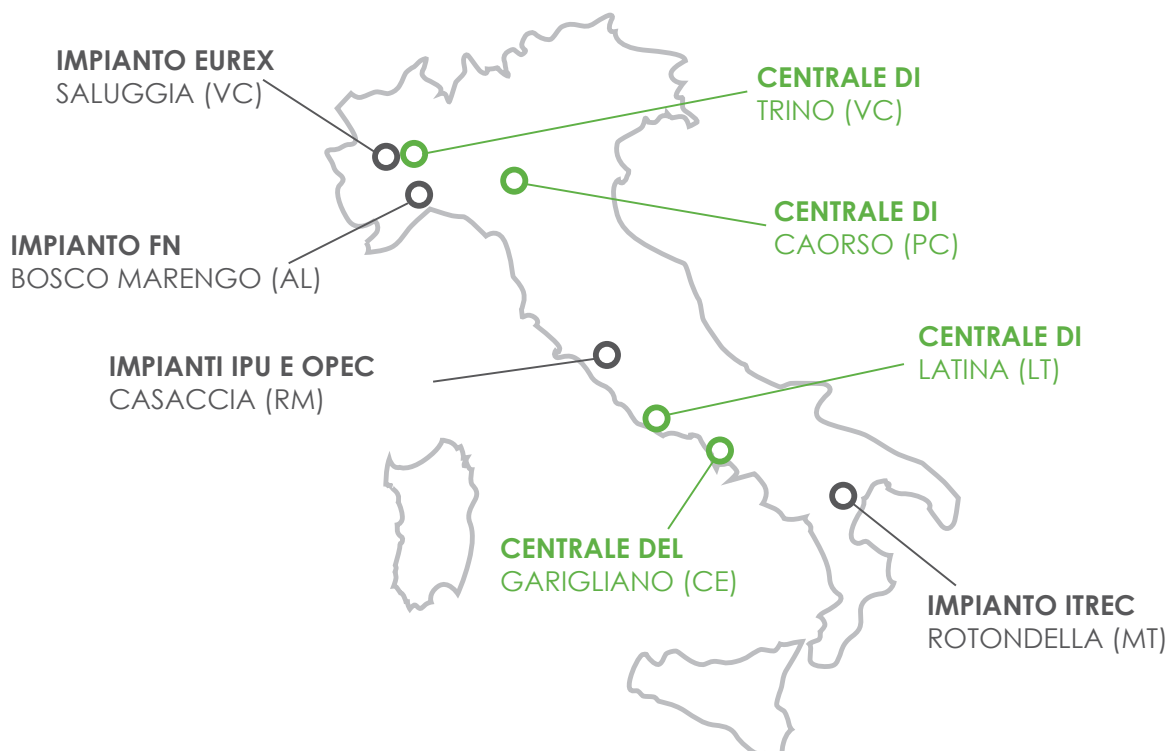 IMPIANTO EUREX
SALUGGIA (VC)
CENTRALE DI
TRINO (VC)
CENTRALE DI
CAORSO (PC)
IMPIANTO FN
BOSCO MARENGO (AL)
CENTRALE DI
LATINA (LT)
IMPIANTI IPU E OPEC
CASACCIA (RM)
CENTRALE DEL
GARIGLIANO (CE)
IMPIANTO ITREC
ROTONDELLA (MT)